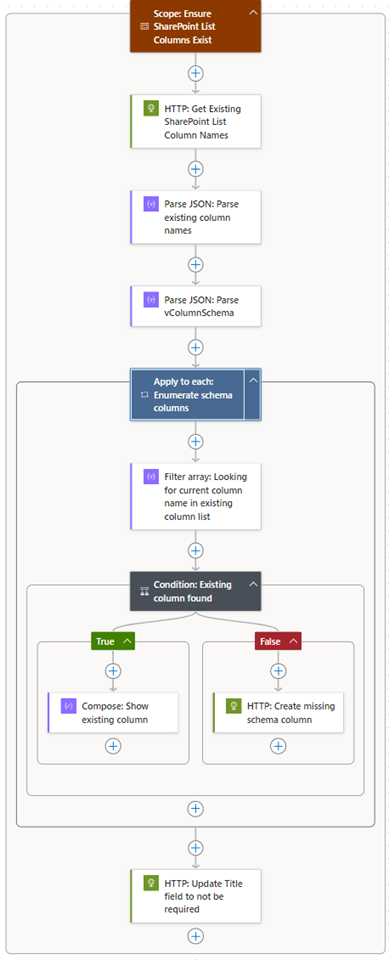 Scope: Ensure
SharePoint List
Columns Exist
HTTP: Get Existing
SharePoint List
Column Names
Parse JSON: Parse
existing column
names
Parse JSON: Parse
vColumnSchema
Apply to each:
Enumerate schema
columns
Filter array: Looking
for current column
name in existing
column list
Condition: Existing
column found
True
Compose: Show
existing column
False
HTTP: Create missing
schema column
HTTP: Update Title
field to not be
required